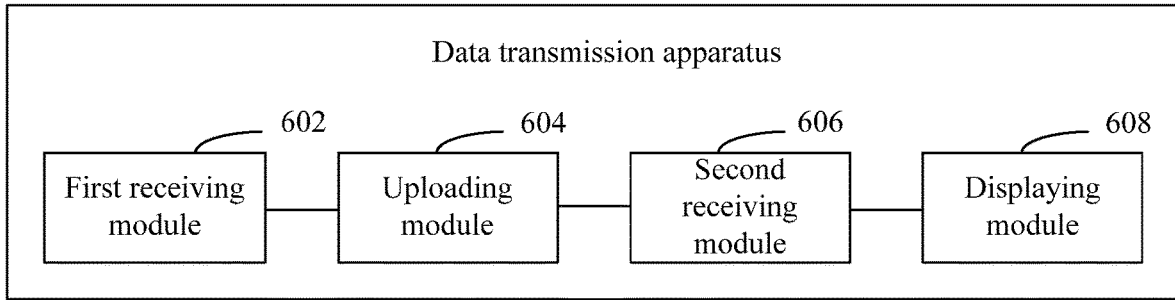 Data transmission apparatus
602
604
606
608
First receiving
module
Uploading
module
Second
receiving
module
Displaying
module